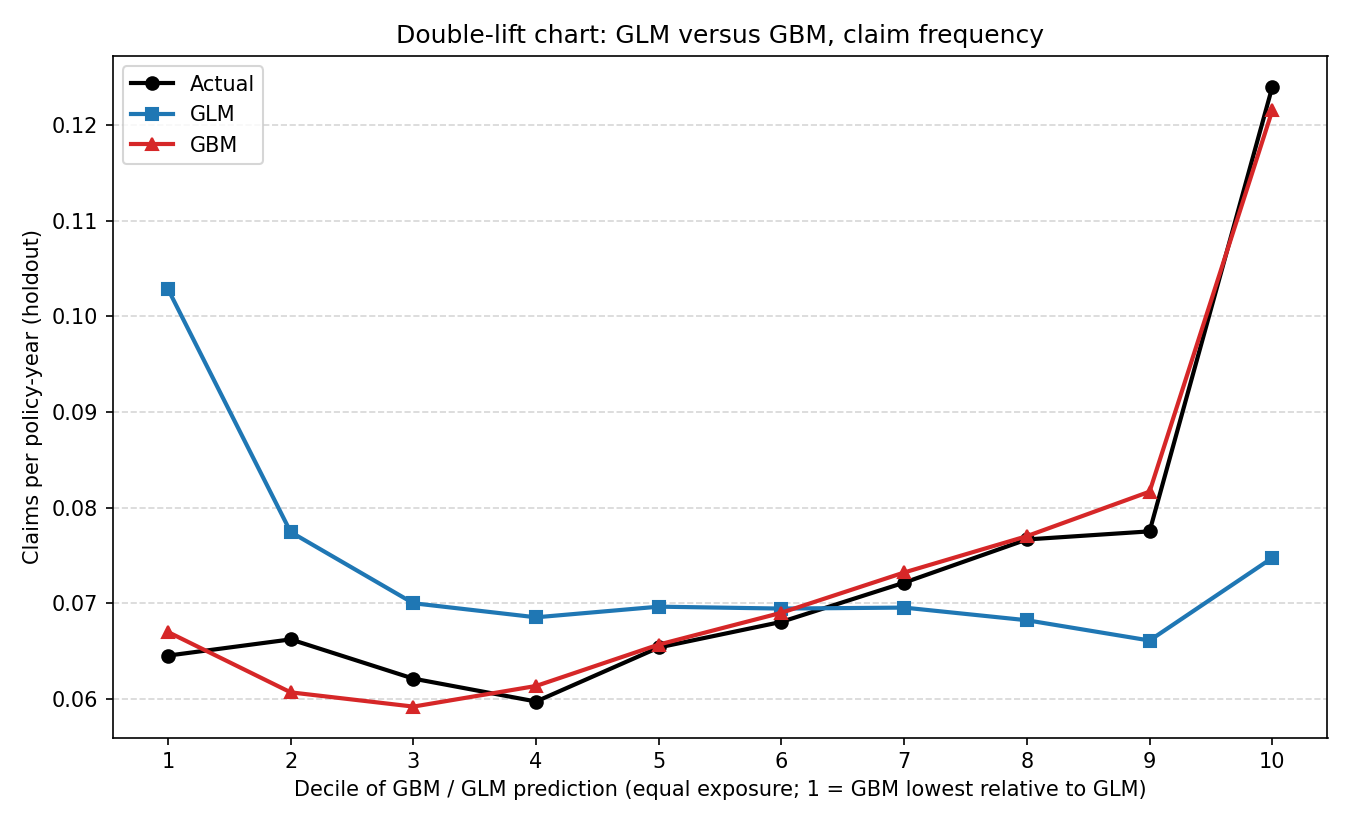 Double-lift chart: GLM versus GBM, claim frequency
Actual
GLM
GBM
Claims per policy-year (holdout)
0.12
0.11
0.10
0.09
0.08
0.07
0.06
1 2 3 4 5 6 7 8 9 10
Decile of GBM / GLM prediction (equal exposure; 1 = GBM lowest relative to GLM)